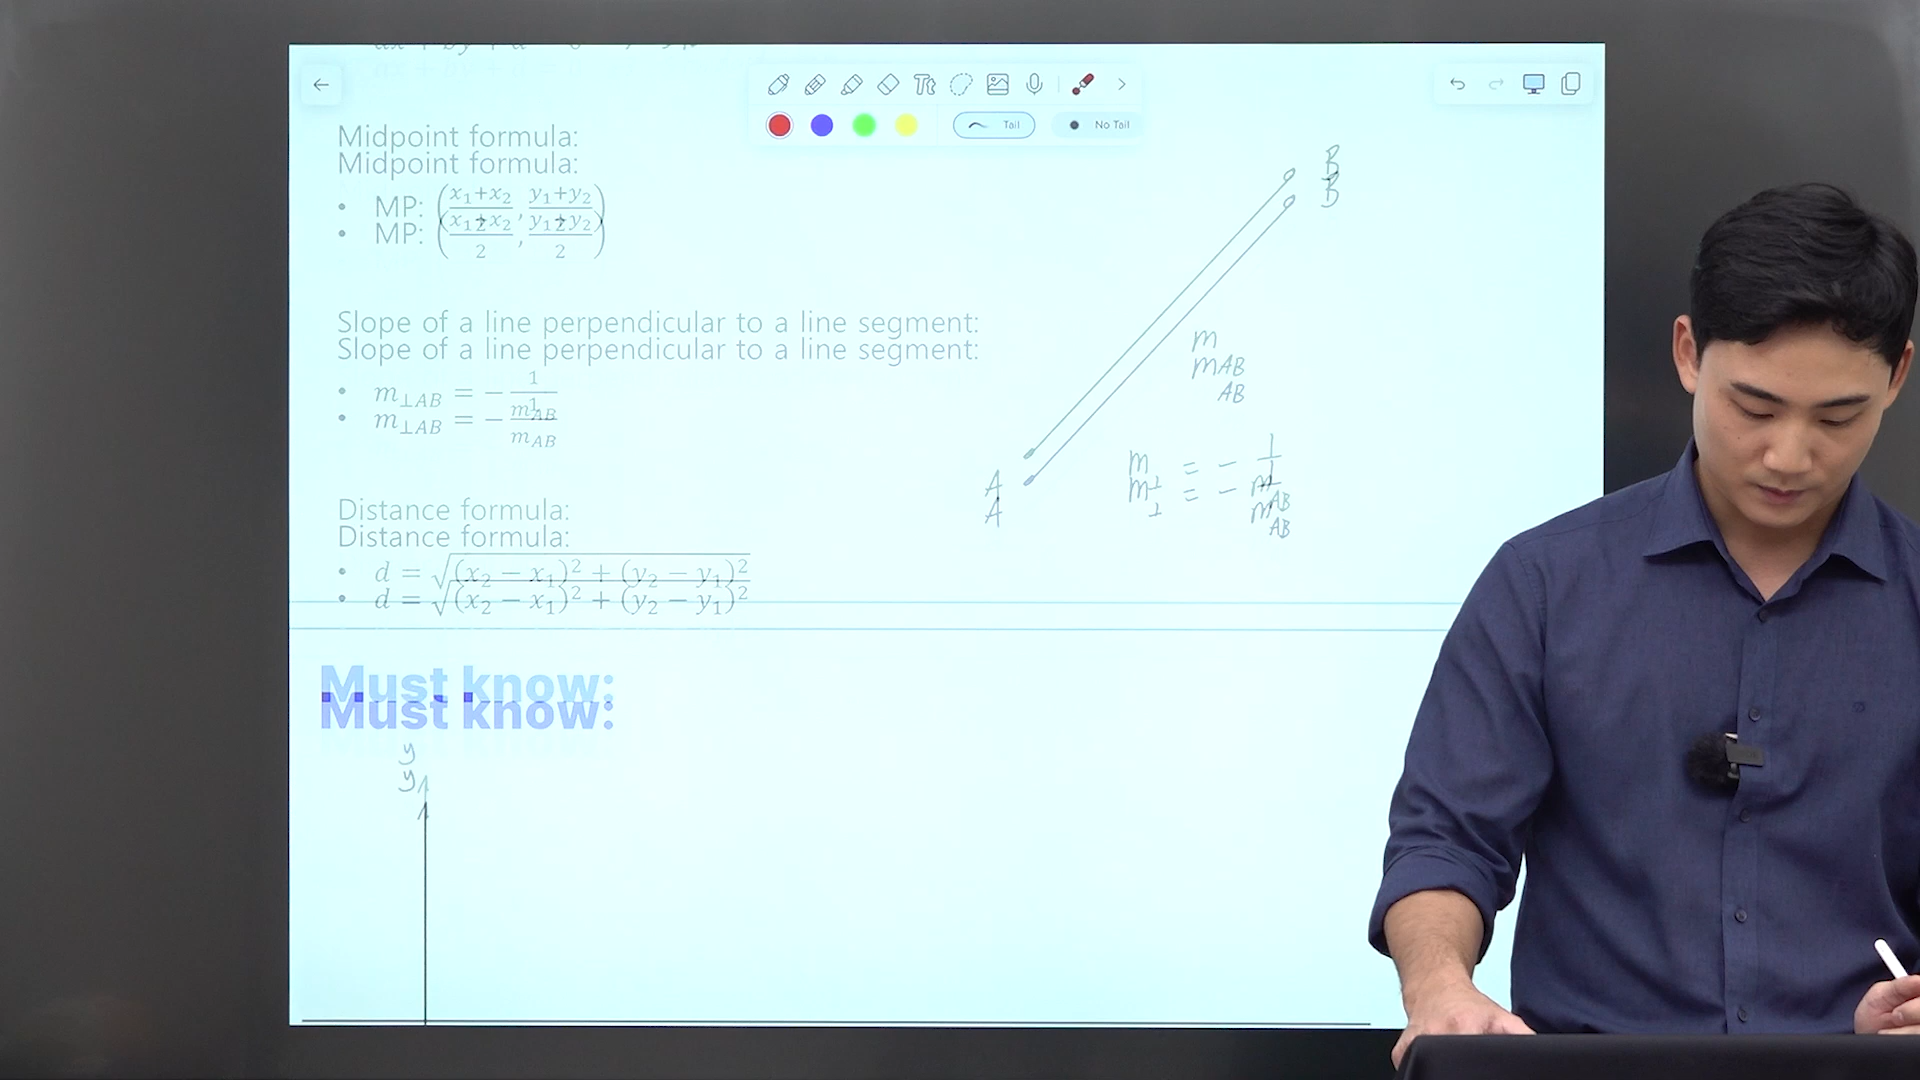 Tt
Tail
No Tail
Midpoint formula:
Midpoint formula:
• MP: (x₁+x₂/2, y₁+y₂/2)
• MP: (x₁+x₂/2, y₁+y₂/2)
B
B
Slope of a line perpendicular to a line segment:
Slope of a line perpendicular to a line segment:
m
mAB
AB
• m⊥AB = − 1/mAB
• m⊥AB = − 1/mAB
A
A
m⊥ = − 1/mAB
m⊥ = − 1/mAB
Distance formula:
Distance formula:
• d = √(x₂ − x₁)² + (y₂ − y₁)²
• d = √(x₂ − x₁)² + (y₂ − y₁)²
Must know:
Must know:
y
y